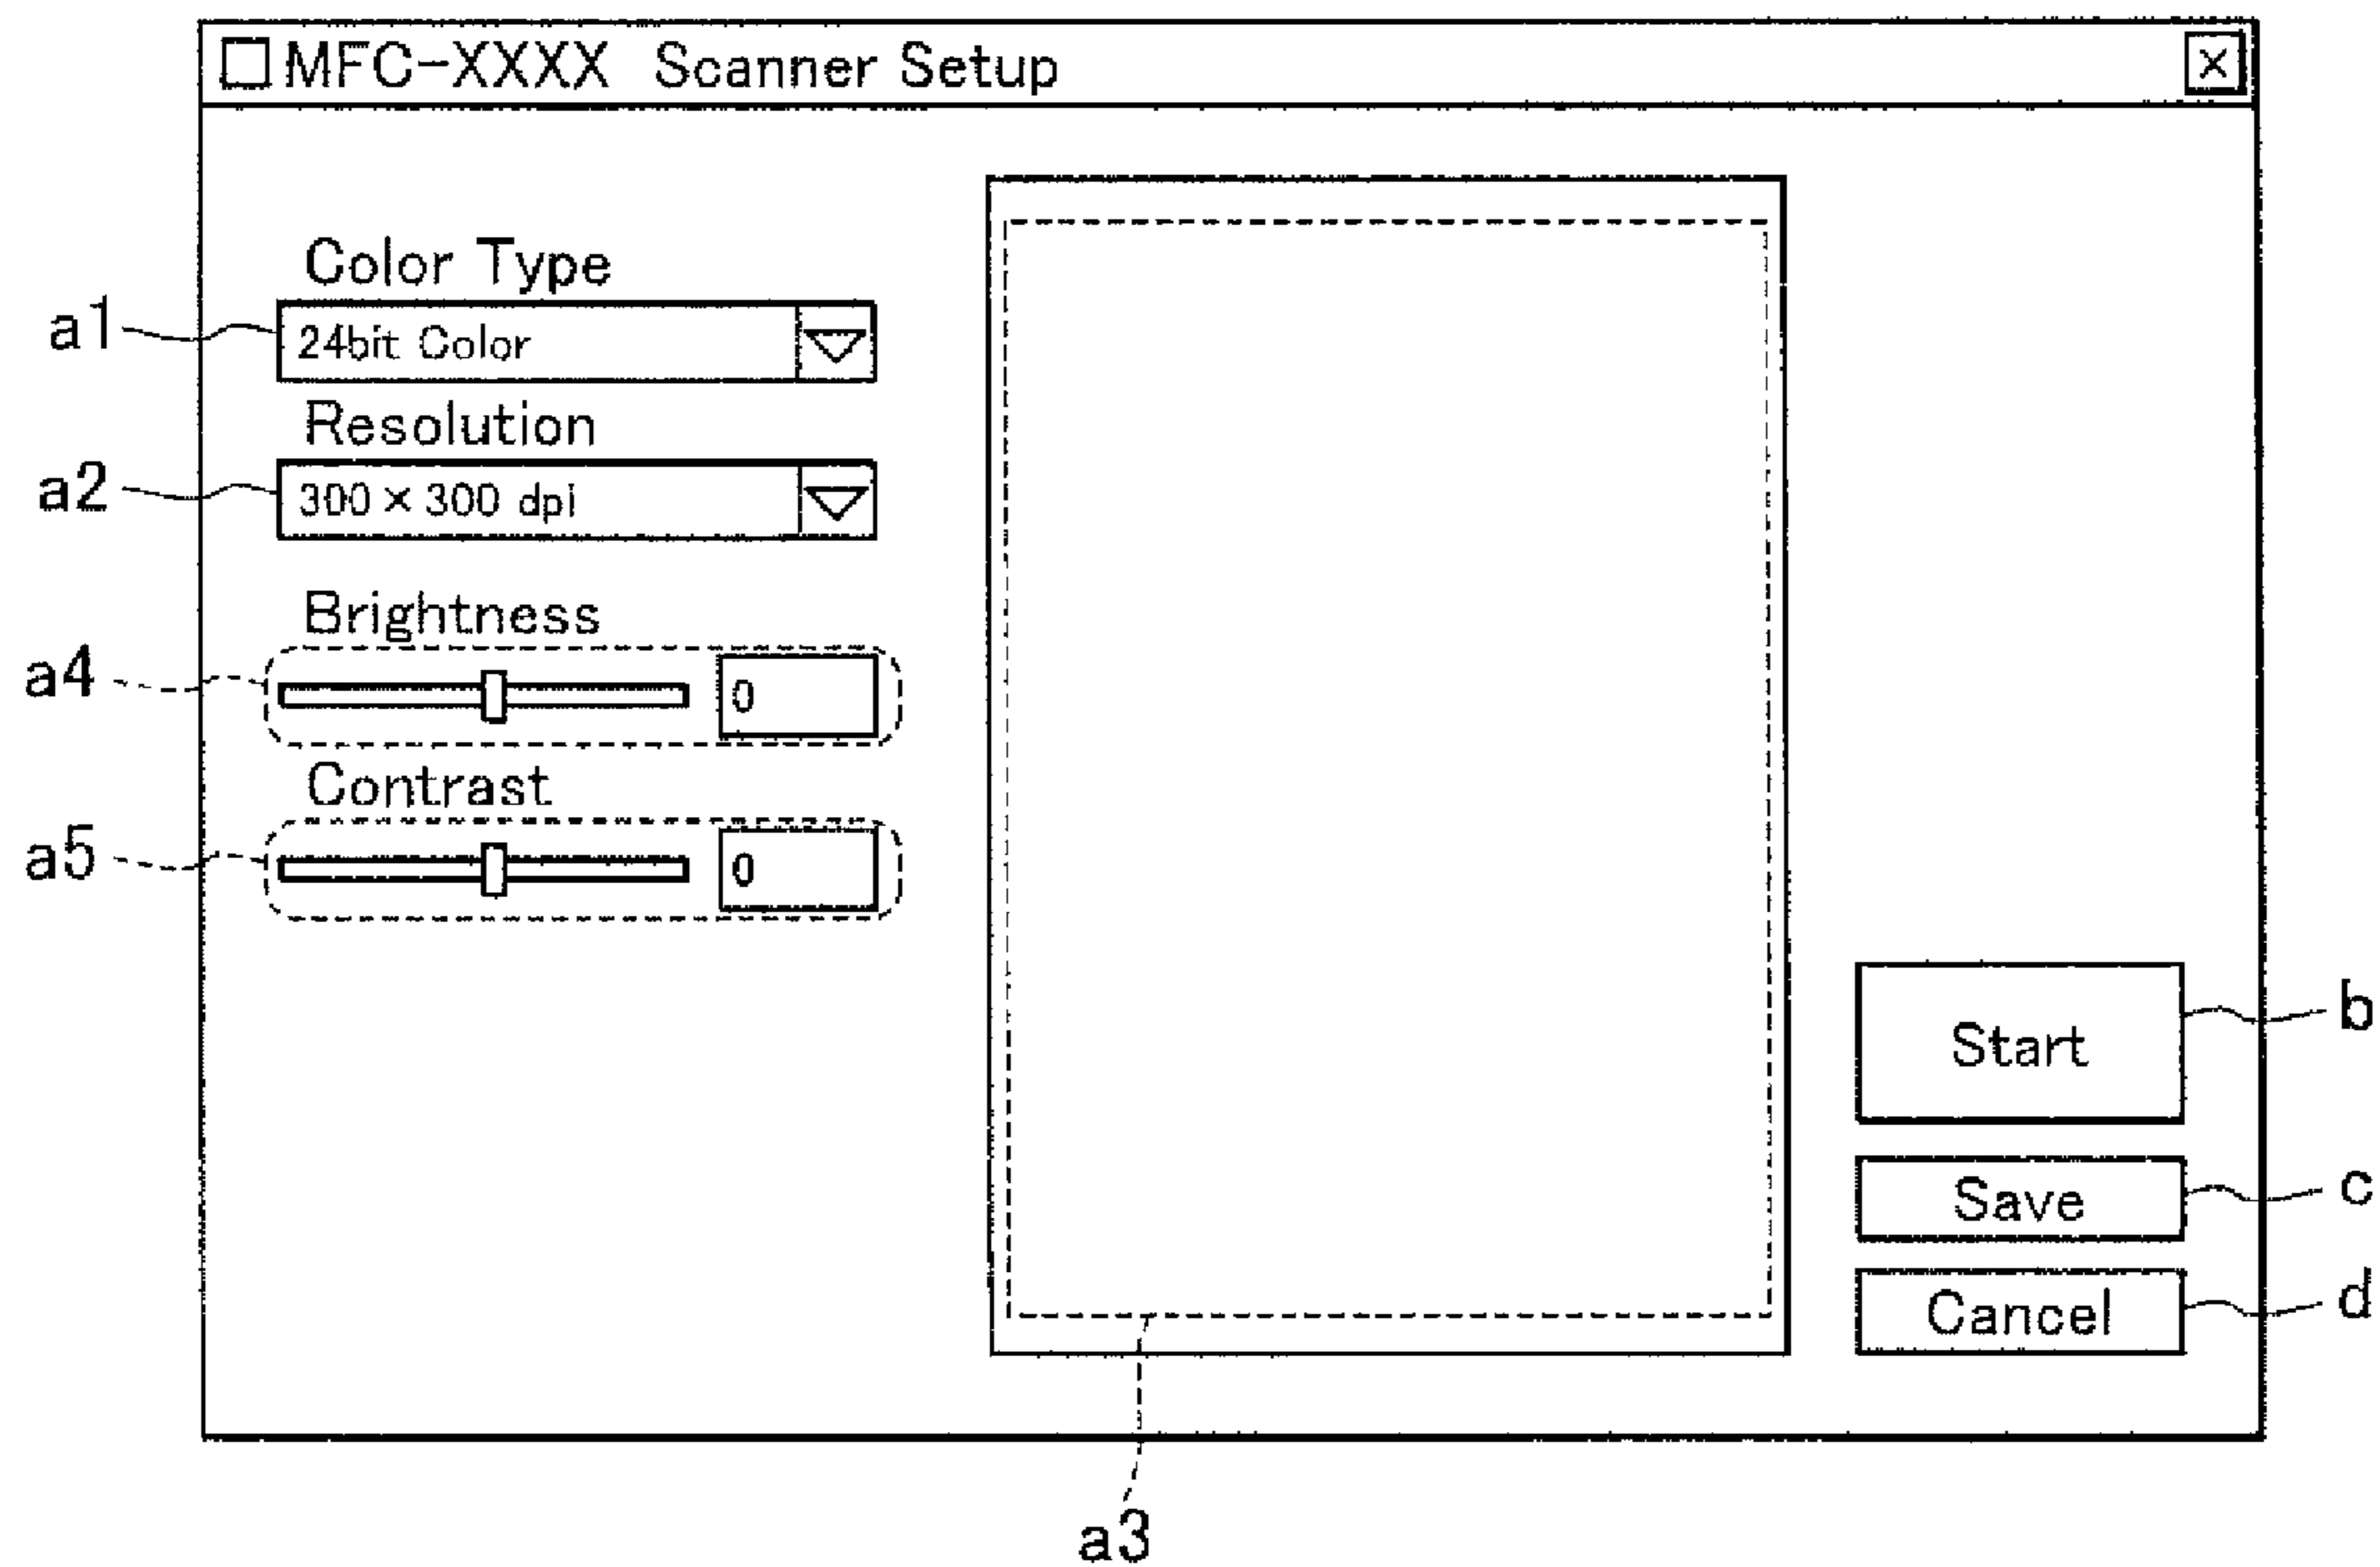 MFC-XXXX Scanner Setup X
Color Type
a1 24bit Color
Resolution
a2 300 × 300 dpi
Brightness
a4 0
Contrast
a5 0
Start b
Save c
Cancel d
a3